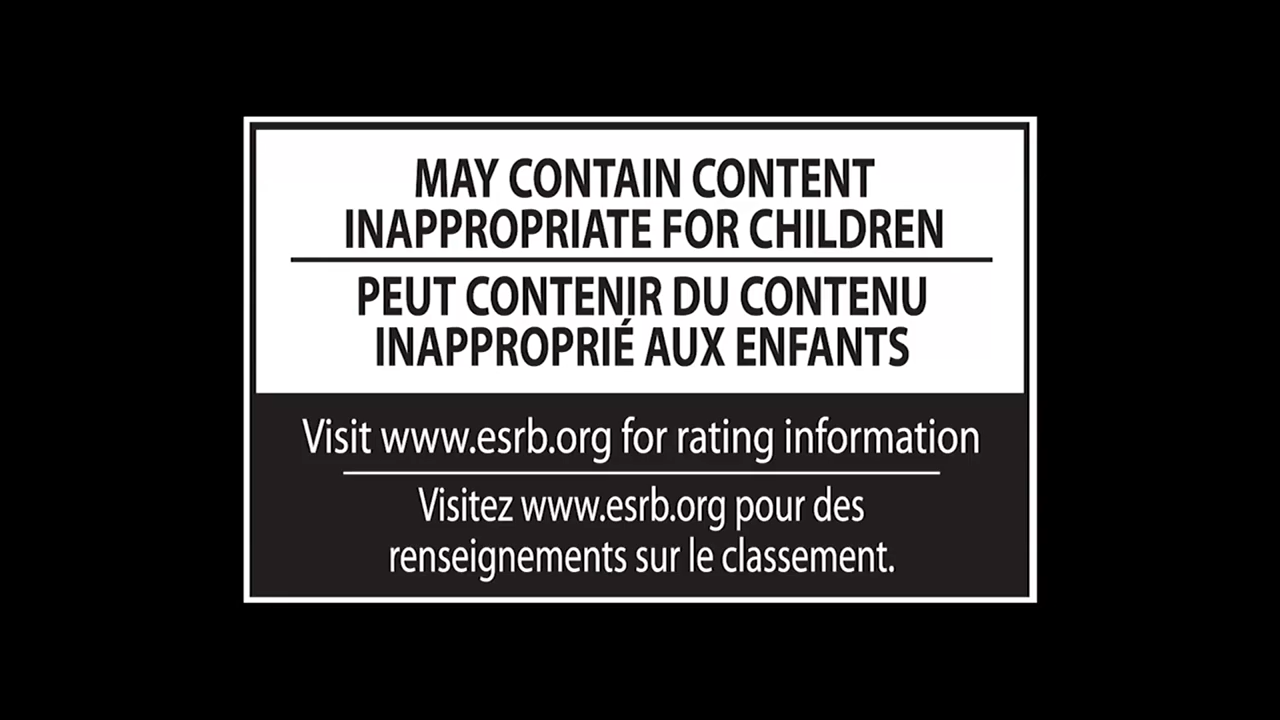 MAY CONTAIN CONTENT
INAPPROPRIATE FOR CHILDREN
PEUT CONTENIR DU CONTENU
INAPPROPRIÉ AUX ENFANTS
Visit www.esrb.org for rating information
Visitez www.esrb.org pour des
renseignements sur le classement.